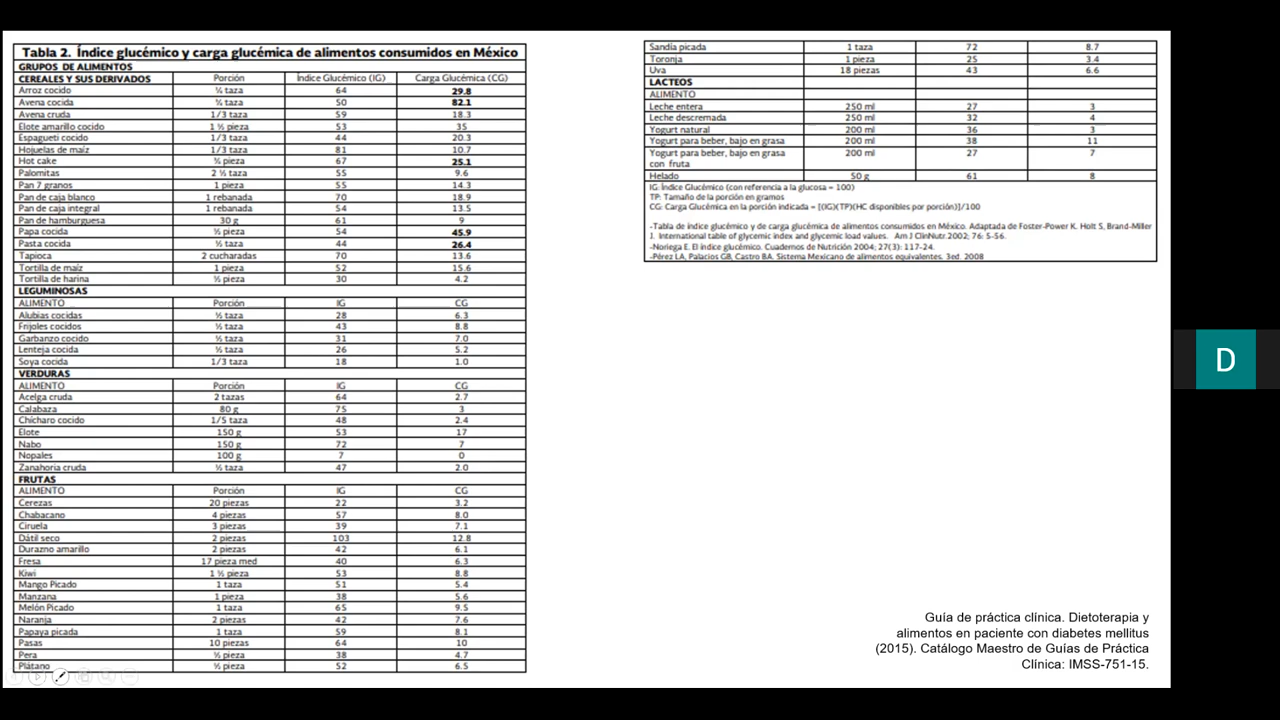 Tabla 2. Índice glucémico y carga glucémica de alimentos consumidos en México
GRUPOS DE ALIMENTOS
CEREALES Y SUS DERIVADOS Porción Índice Glucémico (IG) Carga Glucémica (CG)
Arroz cocido taza 64 29.8
Avena cocida taza 50 82.1
Avena cruda 1/3 taza 59 18.3
Elote amarillo cocido 1 ½ pieza 53 35
Espagueti cocido 1/3 taza 44 20.3
Hojuelas de maíz 1/3 taza 81 10.7
Hot cake pieza 67 25.1
Palomitas 2 ½ taza 55 9.6
Pan 7 granos 1 pieza 55 14.3
Pan de caja blanco 1 rebanada 70 18.9
Pan de caja integral 1 rebanada 54 13.5
Pan de hamburguesa 30 g 61 9
Papa cocida ½ pieza 54 45.9
Pasta cocida ½ taza 44 26.4
Tapioca 2 cucharadas 70 13.6
Tortilla de maíz 1 pieza 52 15.6
Tortilla de harina ½ pieza 30 4.2
LEGUMINOSAS
ALIMENTO Porción IG CG
Alubias cocidas ½ taza 28 6.3
Frijoles cocidos ½ taza 43 8.8
Garbanzo cocido ½ taza 31 7.0
Lenteja cocida ½ taza 26 5.2
Soya cocida 1/3 taza 18 1.0
VERDURAS
ALIMENTO Porción IG CG
Acelga cruda 2 tazas 64 2.7
Calabaza 80 g 75 3
Chícharo cocido 1/5 taza 48 2.4
Elote 150 g 53 17
Nabo 150 g 72 7
Nopales 100 g 7 0
Zanahoria cruda ½ taza 47 2.0
FRUTAS
ALIMENTO Porción IG CG
Cerezas 20 piezas 22 3.2
Chabacano 4 piezas 57 8.0
Ciruela 3 piezas 39 7.1
Dátil seco 2 piezas 103 12.8
Durazno amarillo 2 piezas 42 6.1
Fresa 17 pieza med 40 6.3
Kiwi 1 ½ pieza 53 8.8
Mango Picado 1 taza 51 5.4
Manzana 1 pieza 38 5.6
Melón Picado 1 taza 65 9.5
Naranja 2 piezas 42 7.6
Papaya picada 1 taza 59 8.1
Pasas 10 piezas 64 10
Pera ½ pieza 38 4.7
Plátano ½ pieza 52 6.5
Sandía picada 1 taza 72 8.7
Toronja 1 pieza 25 3.4
Uva 18 piezas 43 6.6
LACTEOS
ALIMENTO
Leche entera 250 ml 27 3
Leche descremada 250 ml 32 4
Yogurt natural 200 ml 36 3
Yogurt para beber, bajo en grasa 200 ml 38 11
Yogurt para beber, bajo en grasa 200 ml 27 7
con fruta
Helado 50 g 61 8
IG: Índice Glucémico (con referencia a la glucosa = 100)
TP: Tamaño de la porción en gramos
CG: Carga Glucémica en la porción indicada = [(IG)(TP)(HC disponibles por porción)]/100
-Tabla de índice glucémico y de carga glucémica de alimentos consumidos en México. Adaptada de Foster-Power K. Holt S, Brand-Miller
J. International table of glycemic index and glycemic load values. Am J ClinNutr.2002; 76: 5-56.
-Noriega E. El índice glucémico. Cuadernos de Nutrición 2004; 27(3): 117-24.
-Pérez LA, Palacios GB, Castro BA. Sistema Mexicano de alimentos equivalentes. 3ed. 2008
D
Guía de práctica clínica. Dietoterapia y
alimentos en paciente con diabetes mellitus
(2015). Catálogo Maestro de Guías de Práctica
Clínica: IMSS-751-15.